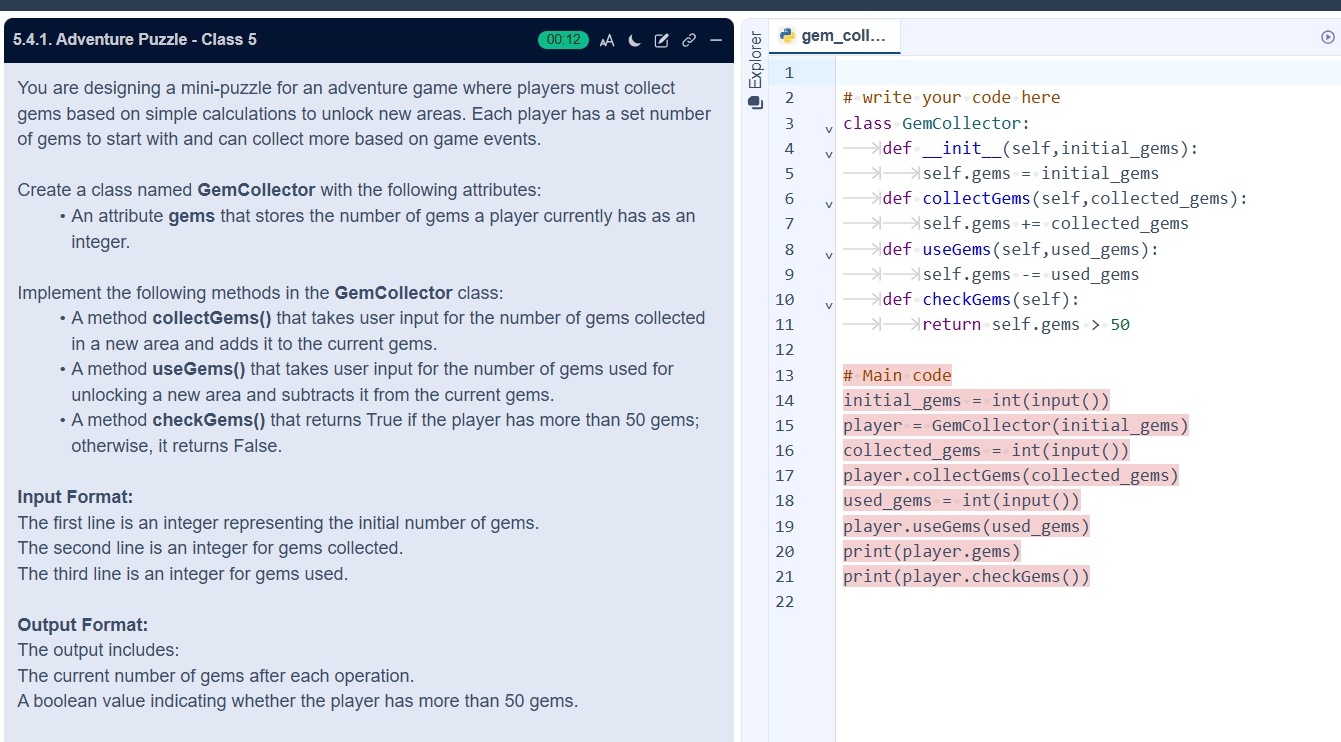 5.4.1. Adventure Puzzle - Class 5
00:12
AA
You are designing a mini-puzzle for an adventure game where players must collect
gems based on simple calculations to unlock new areas. Each player has a set number
of gems to start with and can collect more based on game events.
Create a class named GemCollector with the following attributes:
• An attribute gems that stores the number of gems a player currently has as an
integer.
Implement the following methods in the GemCollector class:
• A method collectGems() that takes user input for the number of gems collected
in a new area and adds it to the current gems.
• A method useGems() that takes user input for the number of gems used for
unlocking a new area and subtracts it from the current gems.
• A method checkGems() that returns True if the player has more than 50 gems;
otherwise, it returns False.
Input Format:
The first line is an integer representing the initial number of gems.
The second line is an integer for gems collected.
The third line is an integer for gems used.
Output Format:
The output includes:
The current number of gems after each operation.
A boolean value indicating whether the player has more than 50 gems.
Explorer
gem_coll...
1
2 # write your code here
3 class GemCollector:
4 def __init__(self,initial_gems):
5 self.gems = initial_gems
6 def collectGems(self,collected_gems):
7 self.gems += collected_gems
8 def useGems(self,used_gems):
9 self.gems -= used_gems
10 def checkGems(self):
11 return self.gems > 50
12
13 # Main code
14 initial_gems = int(input())
15 player = GemCollector(initial_gems)
16 collected_gems = int(input())
17 player.collectGems(collected_gems)
18 used_gems = int(input())
19 player.useGems(used_gems)
20 print(player.gems)
21 print(player.checkGems())
22